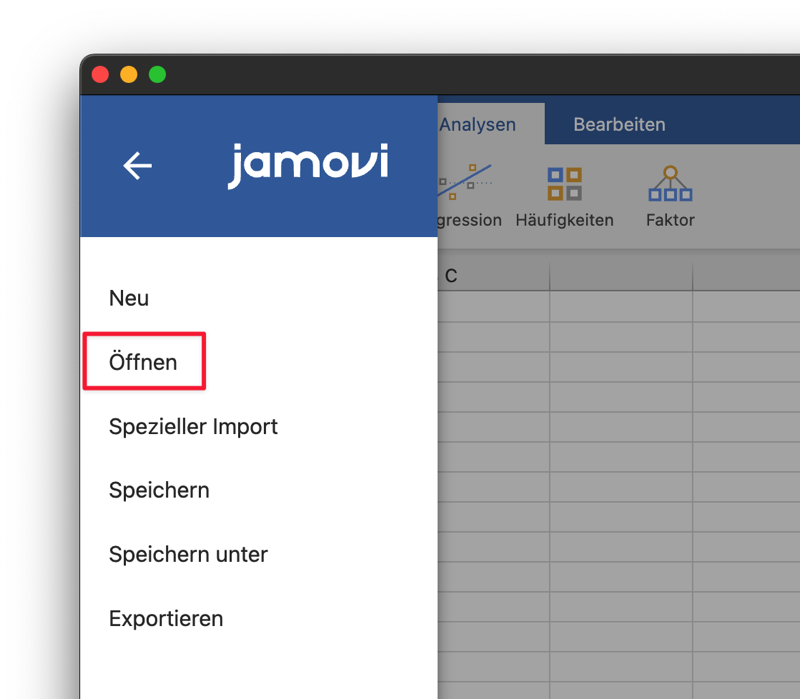 jamovi
Analysen
Bearbeiten
gression
Häufigkeiten
Faktor
C
Neu
Öffnen
Spezieller Import
Speichern
Speichern unter
Exportieren